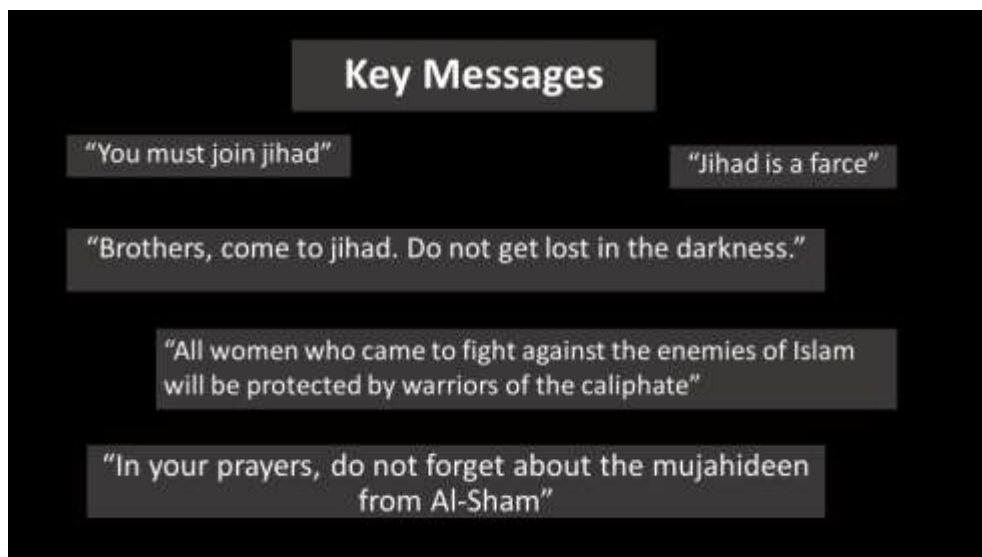 Key Messages
“You must join jihad”
“Jihad is a farce”
“Brothers, come to jihad. Do not get lost in the darkness.”
“All women who came to fight against the enemies of Islam
will be protected by warriors of the caliphate”
“In your prayers, do not forget about the mujahideen
from Al-Sham”